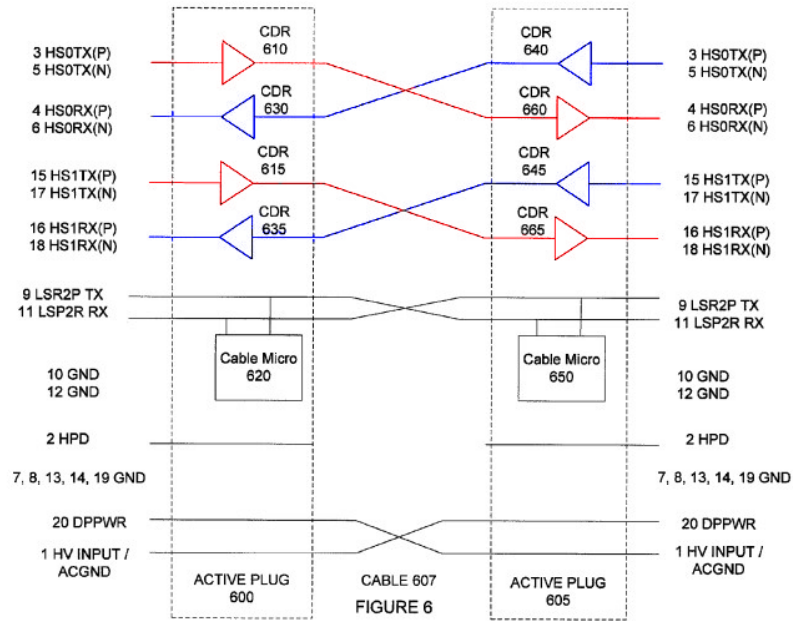 CDR
610
CDR
640
3 HS0TX(P)
5 HS0TX(N)
3 HS0TX(P)
5 HS0TX(N)
CDR
630
CDR
660
4 HS0RX(P)
6 HS0RX(N)
4 HS0RX(P)
6 HS0RX(N)
CDR
615
CDR
645
15 HS1TX(P)
17 HS1TX(N)
15 HS1TX(P)
17 HS1TX(N)
CDR
635
CDR
665
16 HS1RX(P)
18 HS1RX(N)
16 HS1RX(P)
18 HS1RX(N)
9 LSR2P TX
11 LSP2R RX
9 LSR2P TX
11 LSP2R RX
Cable Micro
620
Cable Micro
650
10 GND
12 GND
10 GND
12 GND
2 HPD
2 HPD
7, 8, 13, 14, 19 GND
7, 8, 13, 14, 19 GND
20 DPPWR
20 DPPWR
1 HV INPUT /
ACGND
1 HV INPUT /
ACGND
ACTIVE PLUG
600
CABLE 607
ACTIVE PLUG
605
FIGURE 6